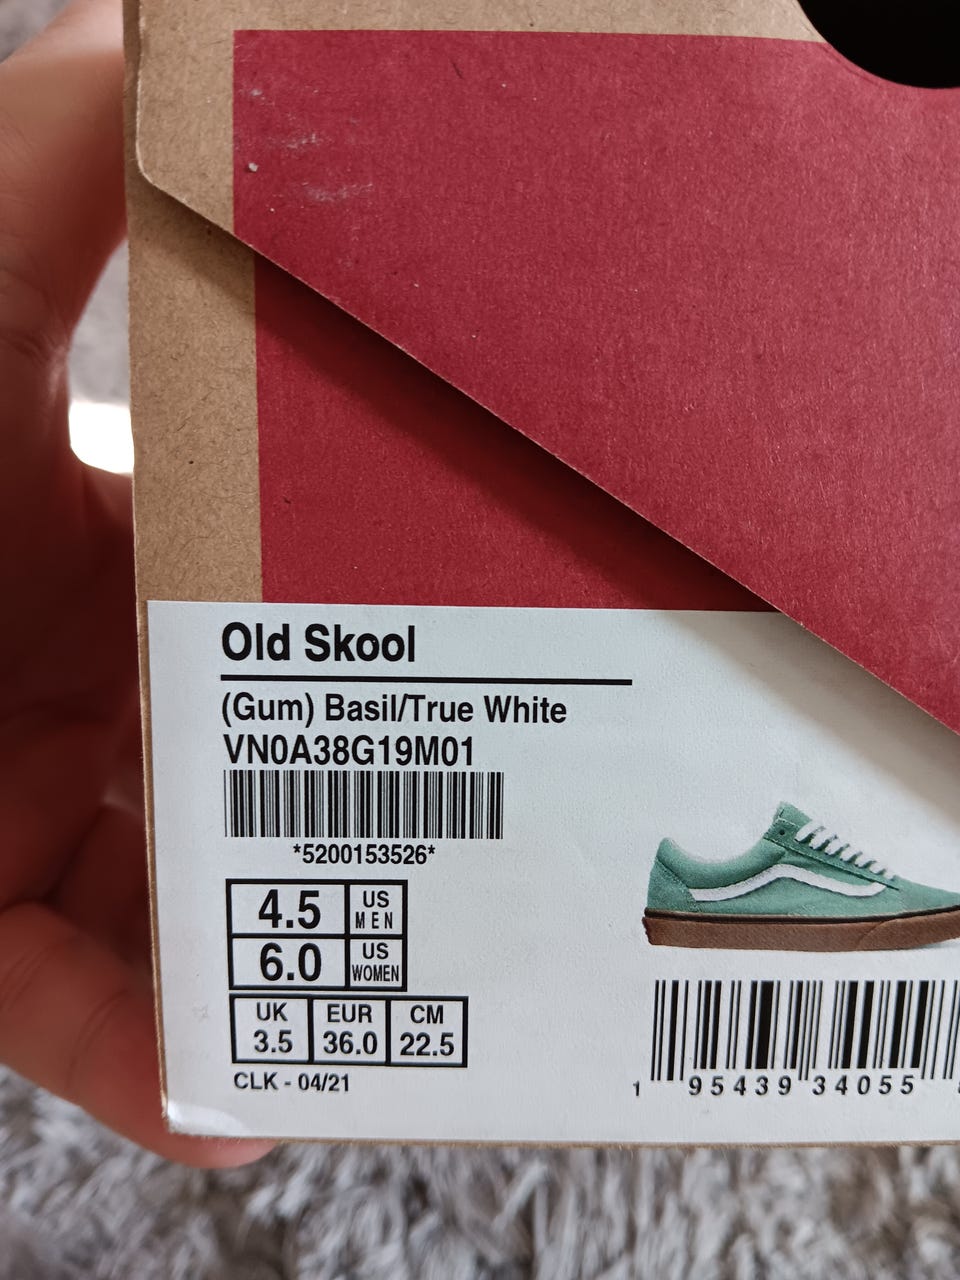 Old Skool
(Gum) Basil/True White
VN0A38G19M01
*5200153526*
4.5 US MEN
6.0 US WOMEN
UK EUR CM
3.5 36.0 22.5
CLK - 04/21
1 95439 34055